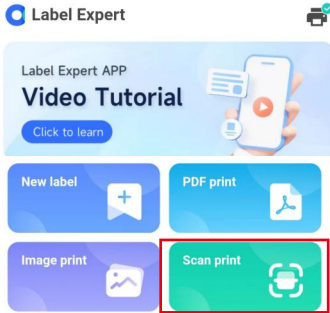 Label Expert
Label Expert APP
Video Tutorial
Click to learn
New label
PDF print
Image print
Scan print